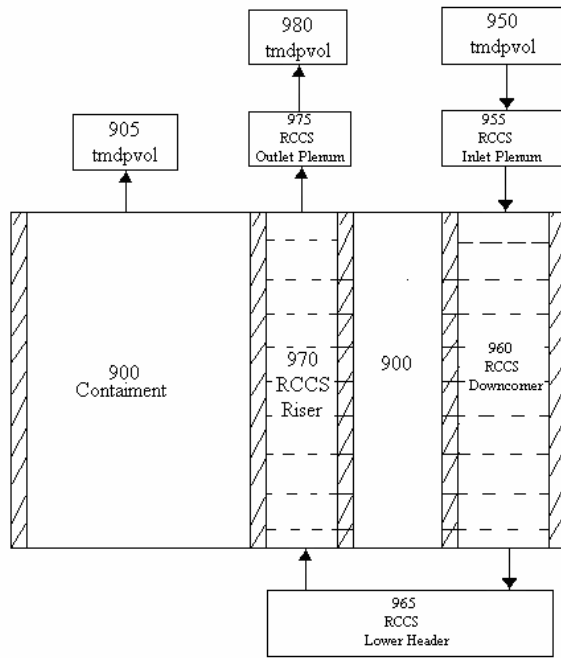 980
tmdpvol
950
tmdpvol
905
tmdpvol
975
RCCS
Outlet Plenum
955
RCCS
Inlet Plenum
900
Contaiment
970
RCCS
Riser
900
960
RCCS
Downcomer
965
RCCS
Lower Header